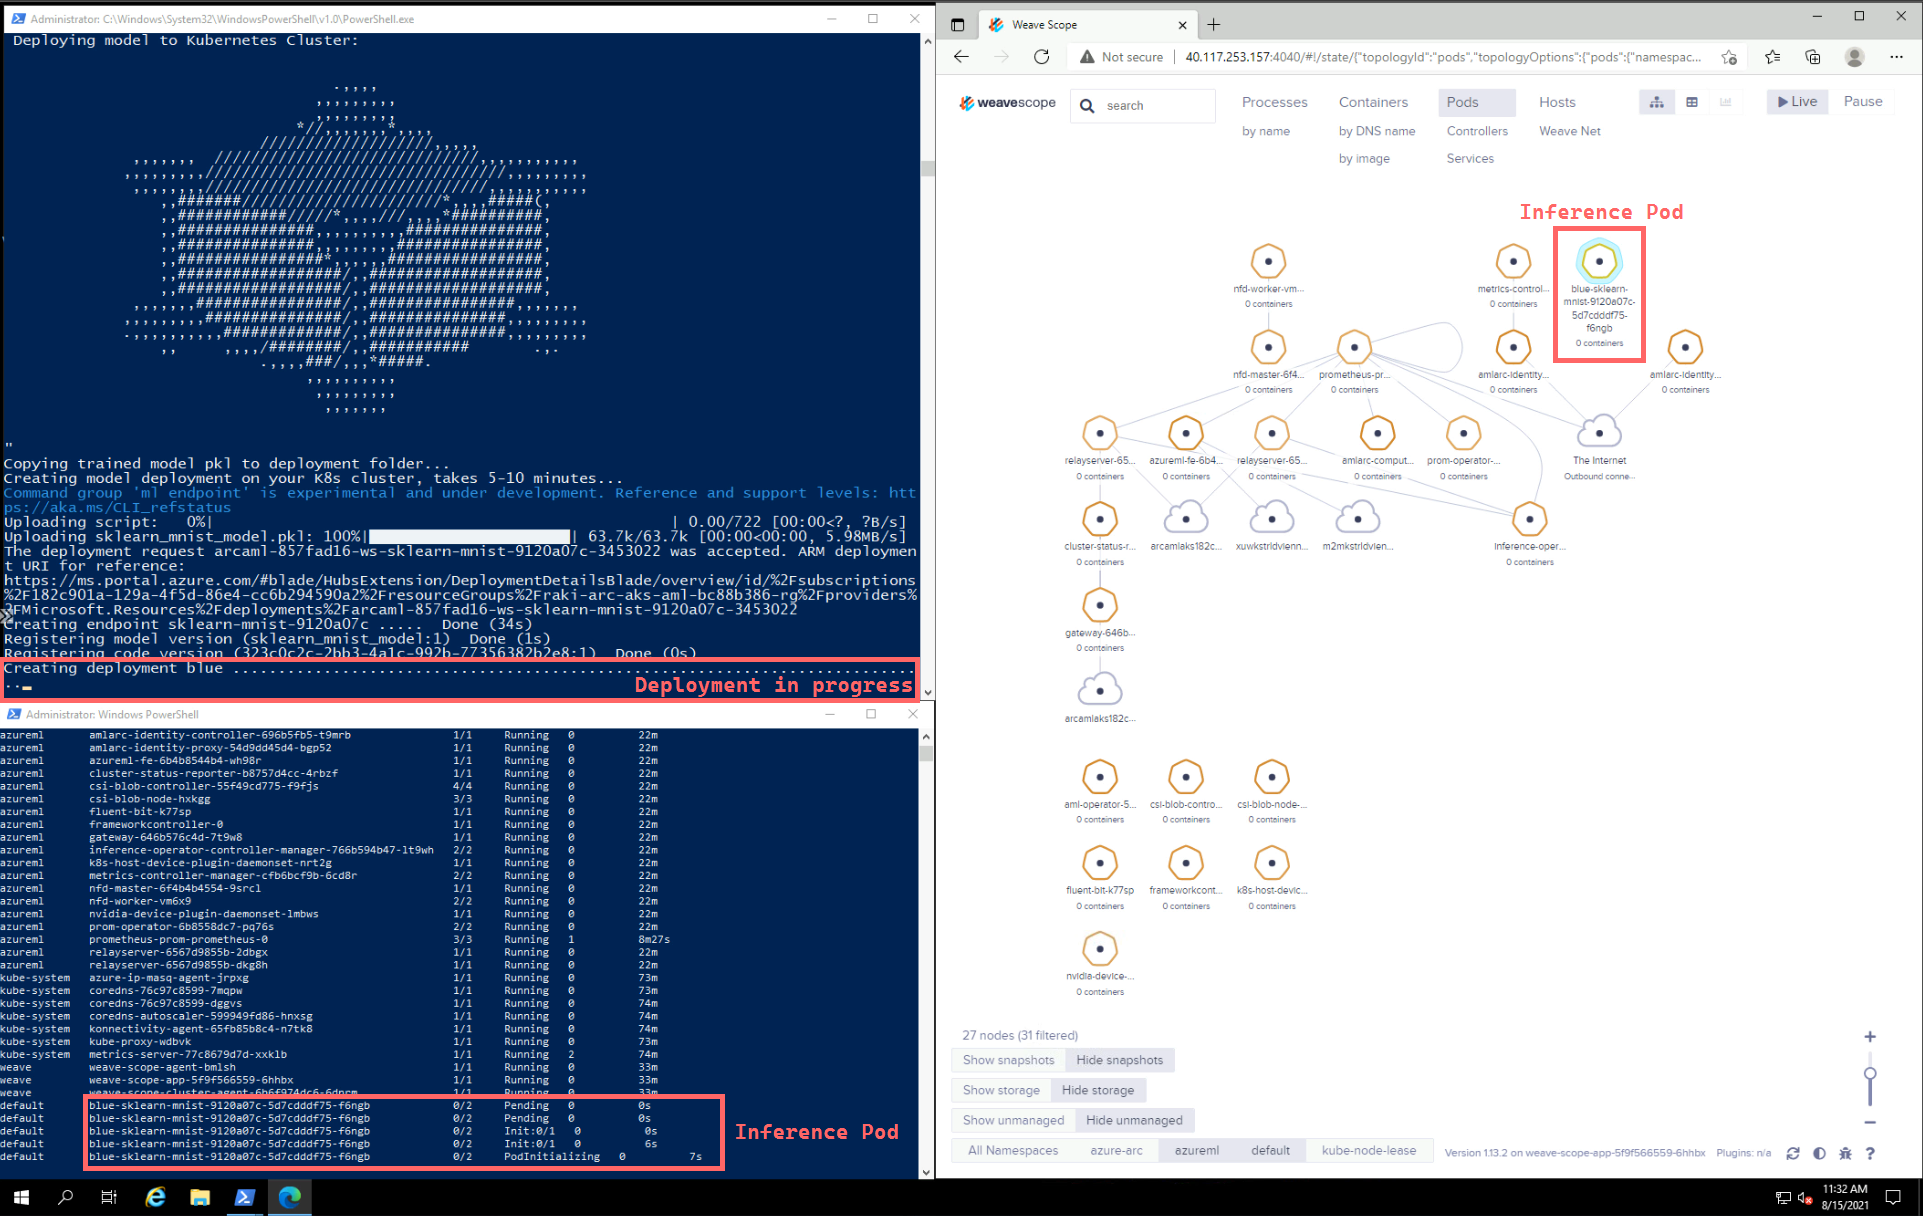 Administrator: C:\Windows\System32\WindowsPowerShell\v1.0\PowerShell.exe
Deploying model to Kubernetes Cluster:
"
Copying trained model pkl to deployment folder...
Creating model deployment on your K8s cluster, takes 5-10 minutes...
Command group 'ml endpoint' is experimental and under development. Reference and support levels: htt
ps://aka.ms/CLI_refstatus
Uploading script:   0%| | 0.00/722 [00:00<?, ?B/s]
Uploading sklearn_mnist_model.pkl: 100%| | 63.7k/63.7k [00:00<00:00, 5.98MB/s]
The deployment request arcaml-857fad16-ws-sklearn-mnist-9120a07c-3453022 was accepted. ARM deploymen
t URI for reference:
https://ms.portal.azure.com/#blade/HubsExtension/DeploymentDetailsBlade/overview/id/%2Fsubscriptions
%2F182c901a-129a-4f5d-86e4-cc6b294590a2%2FresourceGroups%2Fraki-arc-aks-aml-bc88b386-rg%2Fproviders%
2FMicrosoft.Resources%2Fdeployments%2Farcaml-857fad16-ws-sklearn-mnist-9120a07c-3453022
Creating endpoint sklearn-mnist-9120a07c .....  Done (34s)
Registering model version (sklearn_mnist_model:1)  Done (1s)
Registering code version (323c0c2c-2bb3-4a1c-992b-77356382b2e8:1)  Done (0s)
Creating deployment blue ...........................................................................
..
Deployment in progress
Administrator: Windows PowerShell
azureml amlarc-identity-controller-696b5fb5-t9mrb 1/1 Running 0 22m
azureml amlarc-identity-proxy-54d9dd45d4-bgp52 1/1 Running 0 22m
azureml azureml-fe-6b4b8544b4-wh98r 1/1 Running 0 22m
azureml cluster-status-reporter-b8757d4cc-4rbzf 1/1 Running 0 22m
azureml csi-blob-controller-55f49cd775-f9fjs 4/4 Running 0 22m
azureml csi-blob-node-hxkgg 3/3 Running 0 22m
azureml fluent-bit-k77sp 1/1 Running 0 22m
azureml frameworkcontroller-0 1/1 Running 0 22m
azureml gateway-646b576c4d-7t9w8 1/1 Running 0 22m
azureml inference-operator-controller-manager-766b594b47-lt9wh 2/2 Running 0 22m
azureml k8s-host-device-plugin-daemonset-nrt2g 1/1 Running 0 22m
azureml metrics-controller-manager-cfb6bcf9b-6cd8r 2/2 Running 0 22m
azureml nfd-master-6f4b4b4554-9srcl 1/1 Running 0 22m
azureml nfd-worker-vm6x9 2/2 Running 0 22m
azureml nvidia-device-plugin-daemonset-lmbws 1/1 Running 0 22m
azureml prom-operator-6b8558dc7-pq76s 2/2 Running 0 22m
azureml prometheus-prom-prometheus-0 3/3 Running 1 8m27s
azureml relayserver-6567d9855b-2dbgx 1/1 Running 0 22m
azureml relayserver-6567d9855b-dkg8h 1/1 Running 0 22m
kube-system azure-ip-masq-agent-jrpxg 1/1 Running 0 73m
kube-system coredns-76c97c8599-7mqpw 1/1 Running 0 73m
kube-system coredns-76c97c8599-dggvs 1/1 Running 0 74m
kube-system coredns-autoscaler-599949fd86-hnxsg 1/1 Running 0 74m
kube-system konnectivity-agent-65fb85b8c4-n7tk8 1/1 Running 0 74m
kube-system kube-proxy-wdbvk 1/1 Running 0 73m
kube-system metrics-server-77c8679d7d-xxklb 1/1 Running 2 74m
weave weave-scope-agent-bmlsh 1/1 Running 0 33m
weave weave-scope-app-5f9f566559-6hhbx 1/1 Running 0 33m
weave weave-scope-cluster-agent-6b6f974dc6-6dnrm 1/1 Running 0 33m
default blue-sklearn-mnist-9120a07c-5d7cdddf75-f6ngb 0/2 Pending 0 0s
default blue-sklearn-mnist-9120a07c-5d7cdddf75-f6ngb 0/2 Pending 0 0s
default blue-sklearn-mnist-9120a07c-5d7cdddf75-f6ngb 0/2 Init:0/1 0 0s
default blue-sklearn-mnist-9120a07c-5d7cdddf75-f6ngb 0/2 Init:0/1 0 6s
default blue-sklearn-mnist-9120a07c-5d7cdddf75-f6ngb 0/2 PodInitializing 0 7s
Inference Pod
Weave Scope
Not secure 40.117.253.157:4040/#!/state/{"topologyId":"pods","topologyOptions":{"pods":{"namespac...
weavescope
search
Processes Containers Pods Hosts Live Pause
by name by DNS name Controllers Weave Net
by image Services
Inference Pod
nfd-worker-vm...
0 containers
metrics-control...
0 containers
blue-sklearn-
mnist-9120a07c-
5d7cdddf75-
f6ngb
0 containers
nfd-master-6f4...
0 containers
prometheus-pr...
0 containers
amlarc-identity...
0 containers
amlarc-identity...
0 containers
relayserver-65...
0 containers
azureml-fe-6b4...
0 containers
relayserver-65...
0 containers
amlarc-comput...
0 containers
prom-operator-...
0 containers
The Internet
Outbound conne...
cluster-status-r...
0 containers
arcamlaks182c...
xuwkstrldvienn...
m2mkstrldvien...
inference-oper...
0 containers
gateway-646b...
0 containers
arcamlaks182c...
aml-operator-5...
0 containers
csi-blob-contro...
0 containers
csi-blob-node-...
0 containers
fluent-bit-k77sp
0 containers
frameworkcont...
0 containers
k8s-host-devic...
0 containers
nvidia-device-...
0 containers
27 nodes (31 filtered)
Show snapshots Hide snapshots
Show storage Hide storage
Show unmanaged Hide unmanaged
All Namespaces azure-arc azureml default kube-node-lease
Version 1.13.2 on weave-scope-app-5f9f566559-6hhbx Plugins: n/a
11:32 AM
8/15/2021